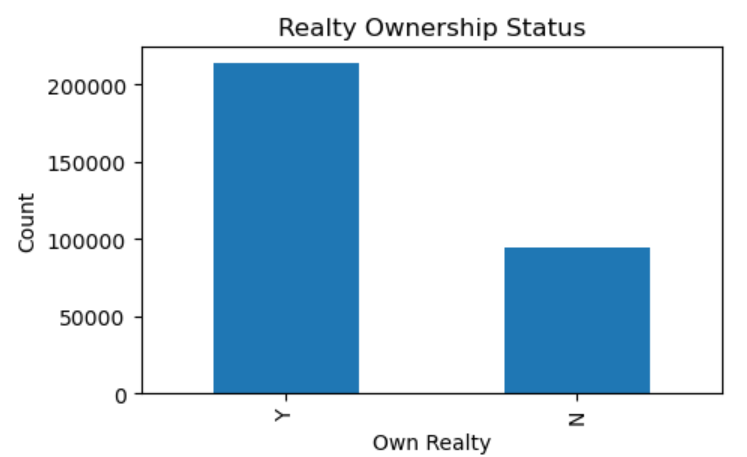 Realty Ownership Status
200000
150000
100000
50000
0
Count
Y
N
Own Realty